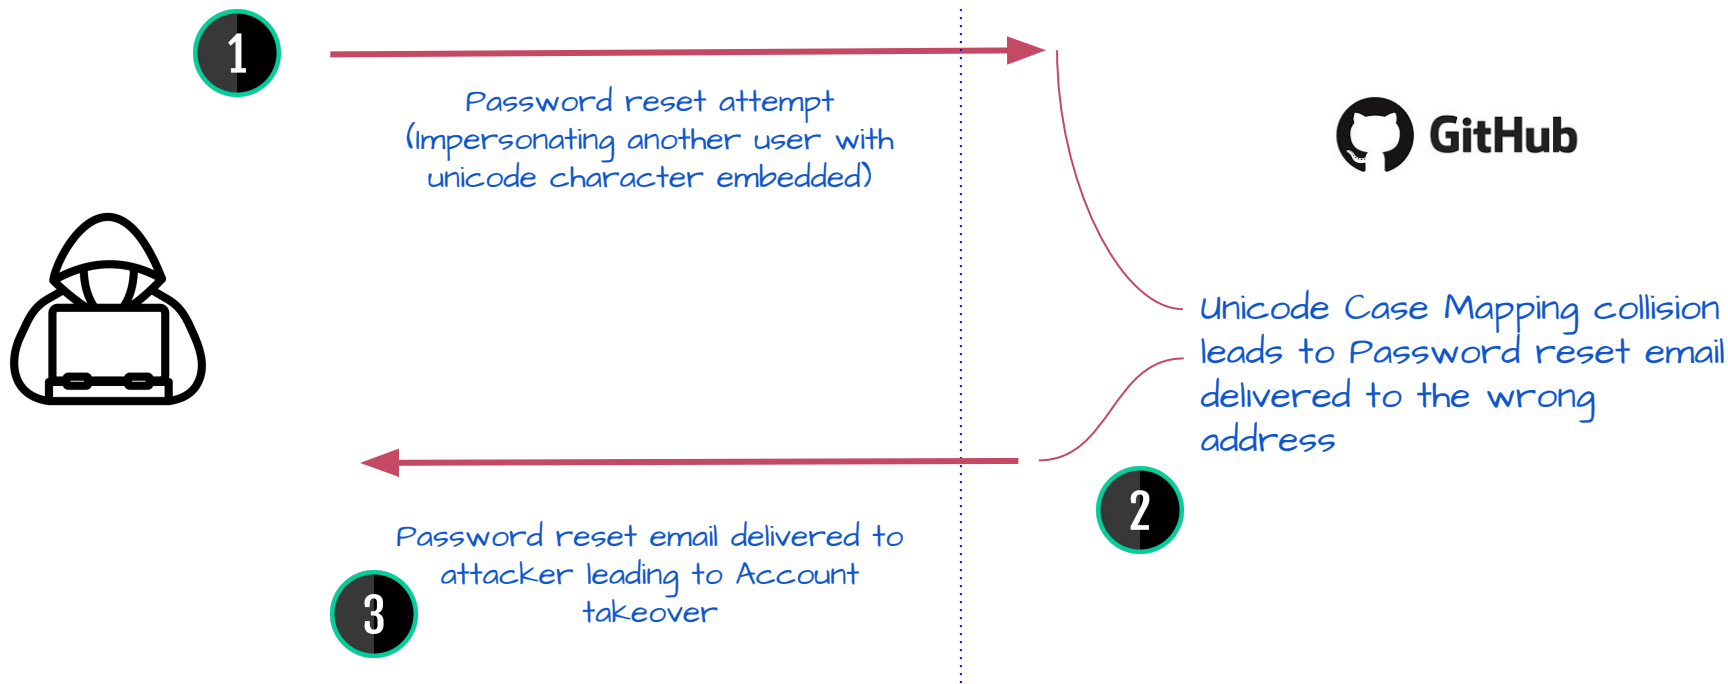 1
Password reset attempt
(Impersonating another user with
unicode character embedded)
GitHub
Unicode Case Mapping collision
leads to Password reset email
delivered to the wrong
address
2
Password reset email delivered to
attacker leading to Account
takeover
3